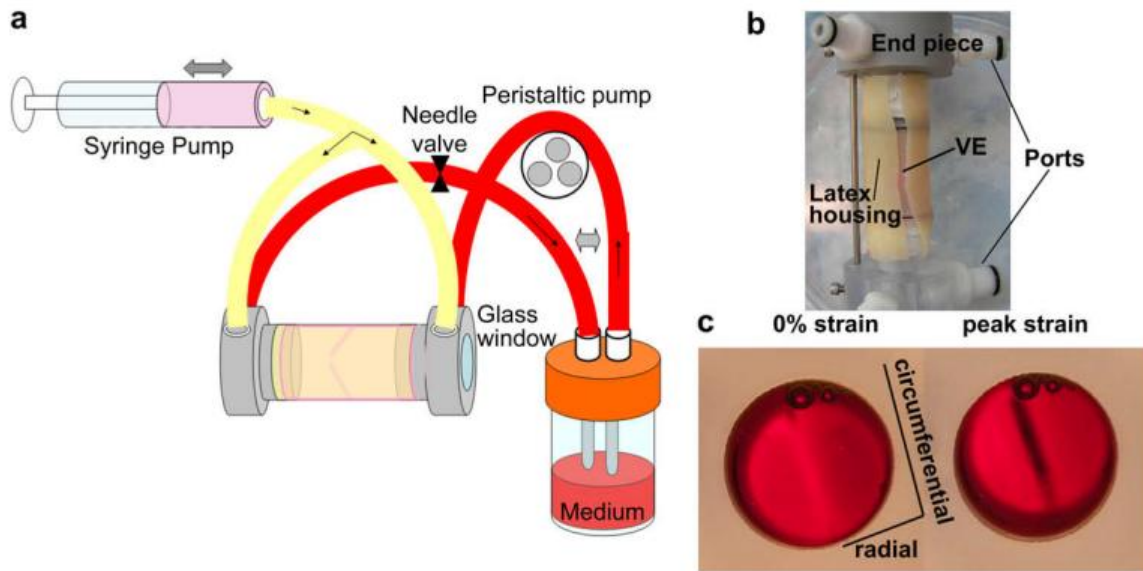 a
Syringe Pump
Needle
valve
Peristaltic pump
Glass
window
Medium
b
End piece
VE
Ports
Latex
housing
c
0% strain
peak strain
circumferential
radial